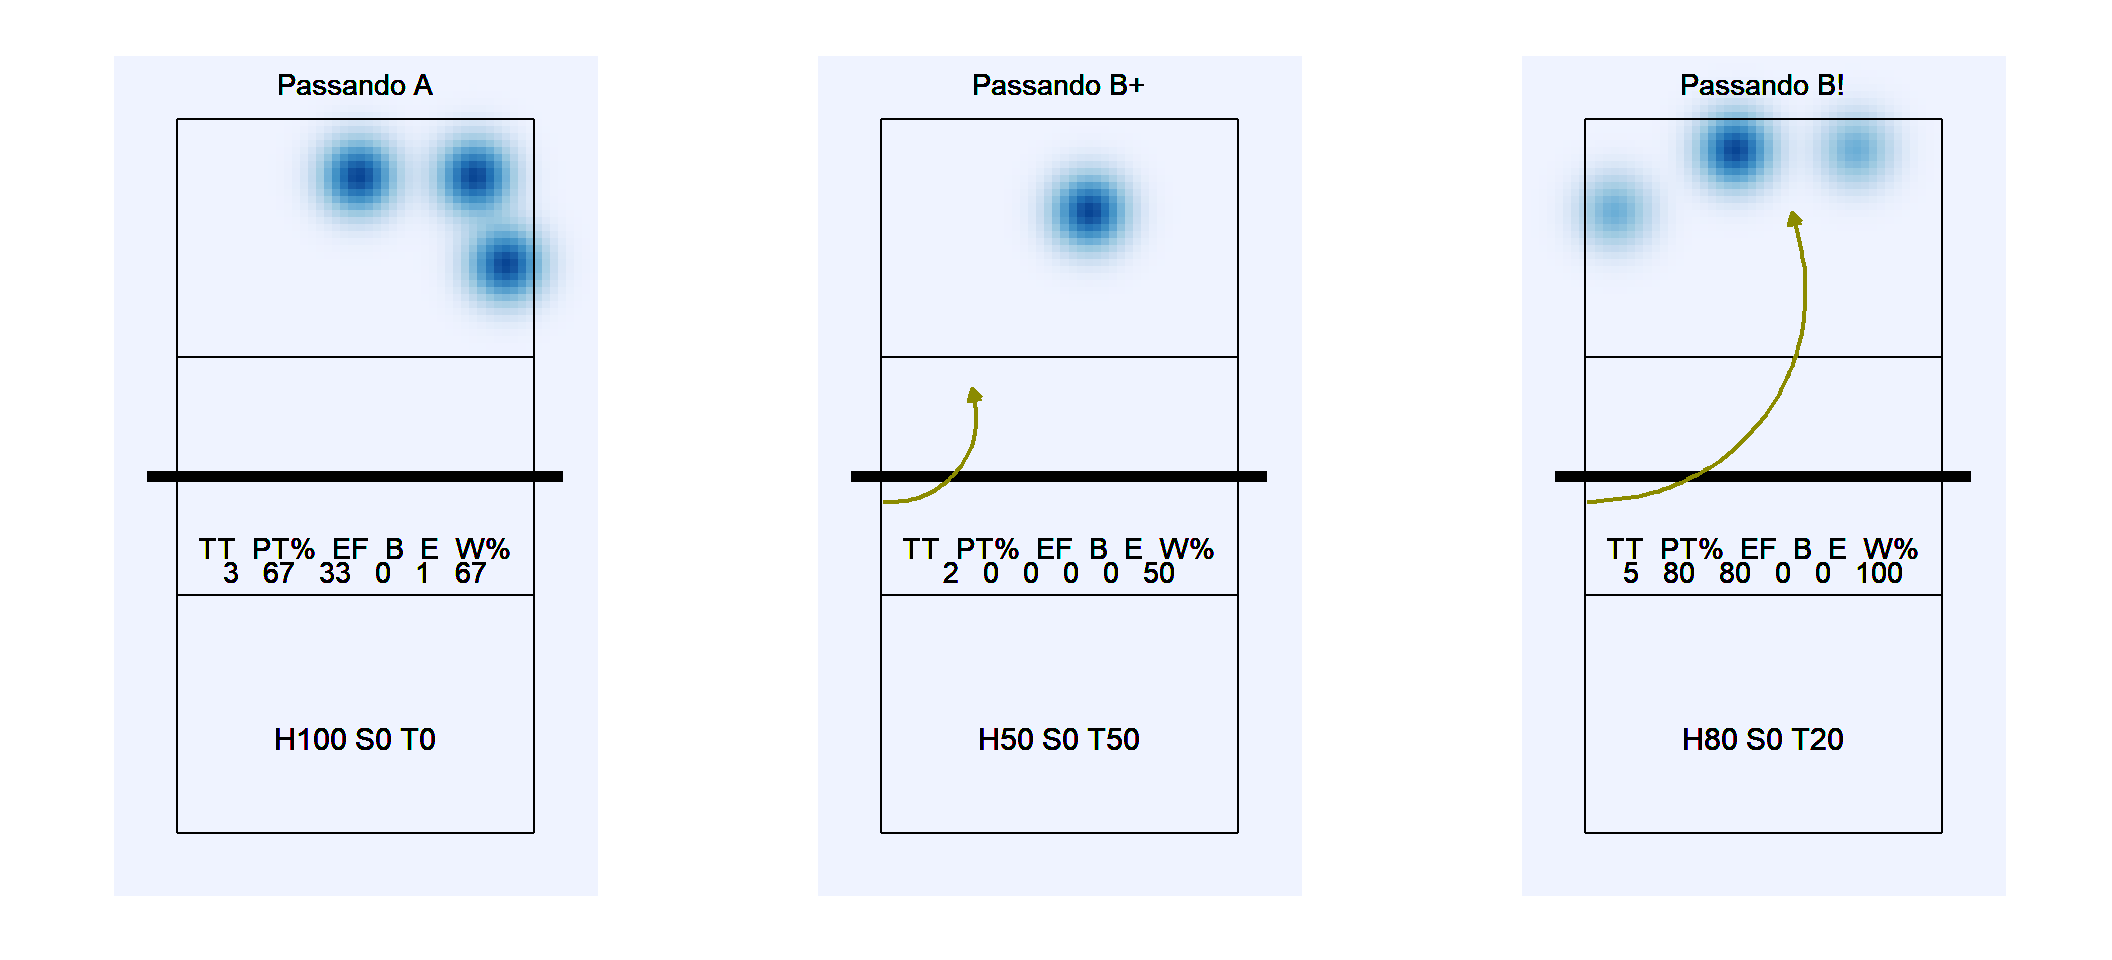 Passando A
TT PT% EF B E W%
3 67 33 0 1 67
H100 S0 T0
Passando B+
TT PT% EF B E W%
2 0 0 0 0 50
H50 S0 T50
Passando B!
TT PT% EF B E W%
5 80 80 0 0 100
H80 S0 T20